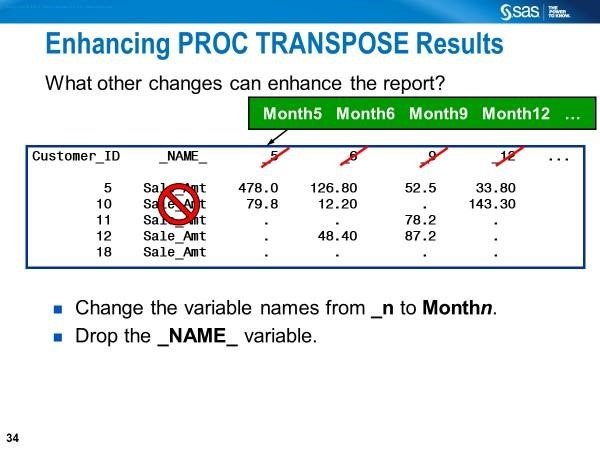 sas THE POWER TO KNOW.
Enhancing PROC TRANSPOSE Results
What other changes can enhance the report?
Month5 Month6 Month9 Month12 ...
Customer_ID _NAME_ _5 _6 _9 _12 ...
5 Sale_Amt 478.0 126.80 52.5 33.80
10 Sale_Amt 79.8 12.20 . 143.30
11 Sale_Amt . . 78.2 .
12 Sale_Amt . 48.40 87.2 .
18 Sale_Amt . . . .
Change the variable names from _n to Monthn.
Drop the _NAME_ variable.
34